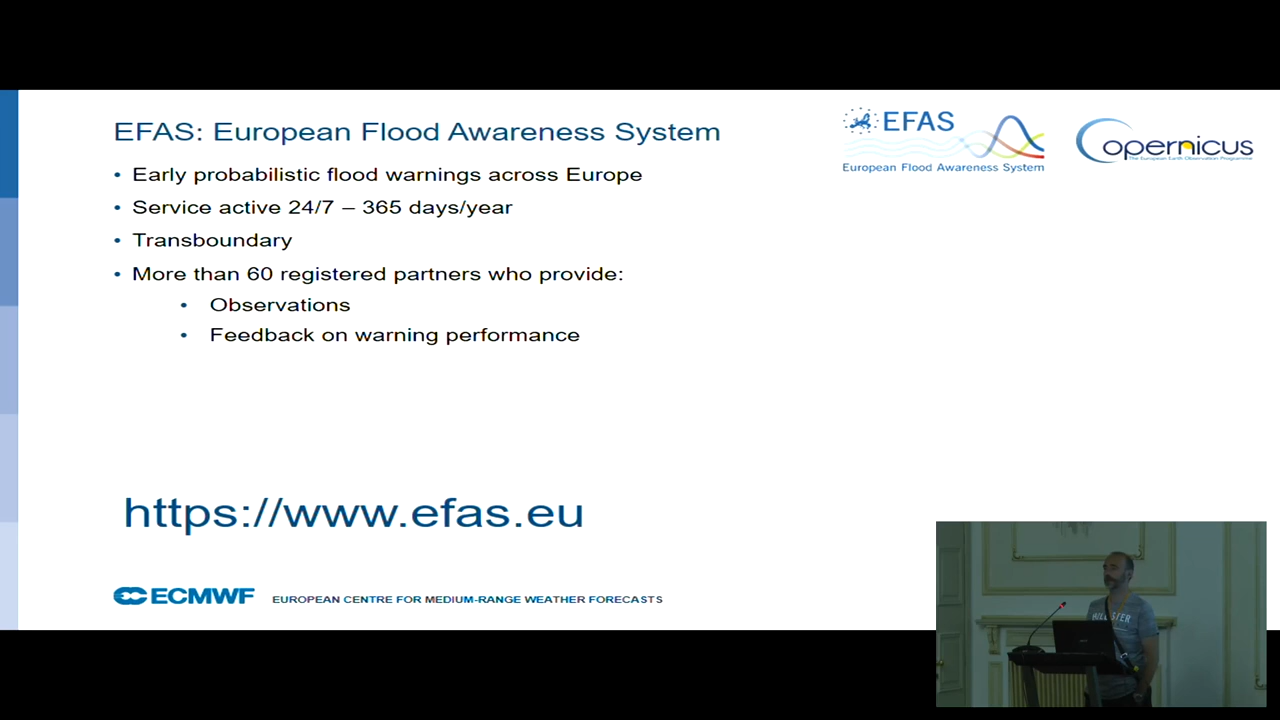 EFAS: European Flood Awareness System
EFAS
European Flood Awareness System
Copernicus
The European Earth Observation Programme
• Early probabilistic flood warnings across Europe
• Service active 24/7 – 365 days/year
• Transboundary
• More than 60 registered partners who provide:
• Observations
• Feedback on warning performance
https://www.efas.eu
ECMWF
EUROPEAN CENTRE FOR MEDIUM-RANGE WEATHER FORECASTS